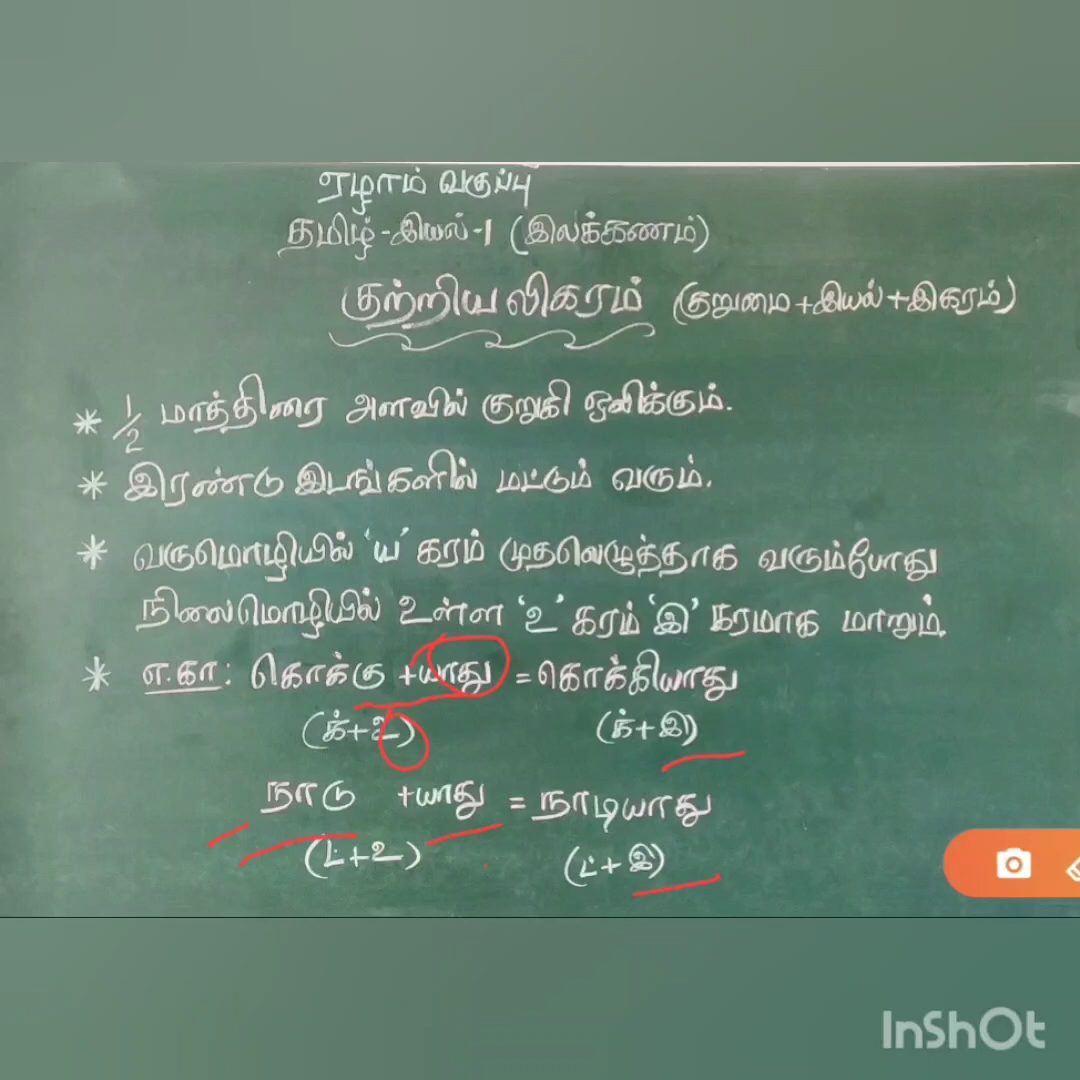 ஏழாம் வகுப்பு
தமிழ்-இயல்-1 (இலக்கணம்)
குற்றியலிகரம் (குறுமை+இயல்+இகரம்)
* 1/2 மாத்திரை அளவில் குறுகி ஒலிக்கும்.
* இரண்டு இடங்களில் மட்டும் வரும்.
* வருமொழியில் 'ய' கரம் முதலெழுத்தாக வரும்போது
நிலைமொழியில் உள்ள 'உ' கரம் 'இ' கரமாக மாறும்.
* எ.கா: கொக்கு +யாது = கொக்கியாது
(க்+உ) (க்+இ)
நாடு +யாது = நாடியாது
(ட்+உ) (ட்+இ)
InShOt